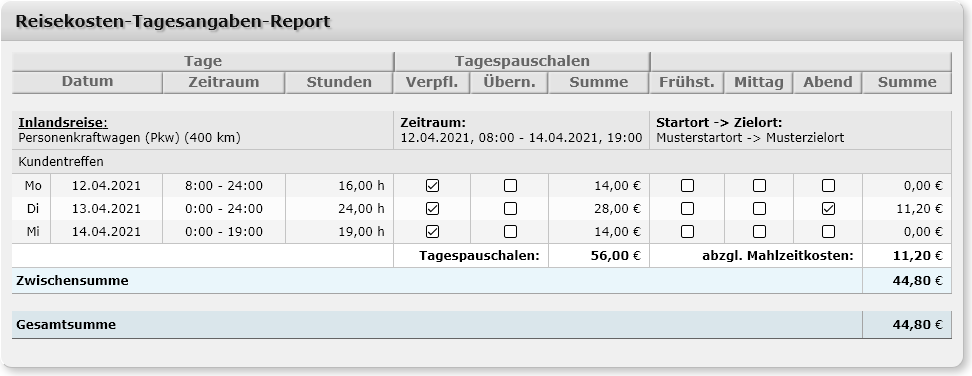 Reisekosten-Tagesangaben-Report
Tage Tagespauschalen
Datum Zeitraum Stunden Verpfl. Übern. Summe Frühst. Mittag Abend Summe
Inlandsreise: Zeitraum: Startort -> Zielort:
Personenkraftwagen (Pkw) (400 km) 12.04.2021, 08:00 - 14.04.2021, 19:00 Musterstartort -> Musterzielort
Kundentreffen
Mo 12.04.2021 8:00 - 24:00 16,00 h 14,00 € 0,00 €
Di 13.04.2021 0:00 - 24:00 24,00 h 28,00 € 11,20 €
Mi 14.04.2021 0:00 - 19:00 19,00 h 14,00 € 0,00 €
Tagespauschalen: 56,00 € abzgl. Mahlzeitkosten: 11,20 €
Zwischensumme 44,80 €
Gesamtsumme 44,80 €